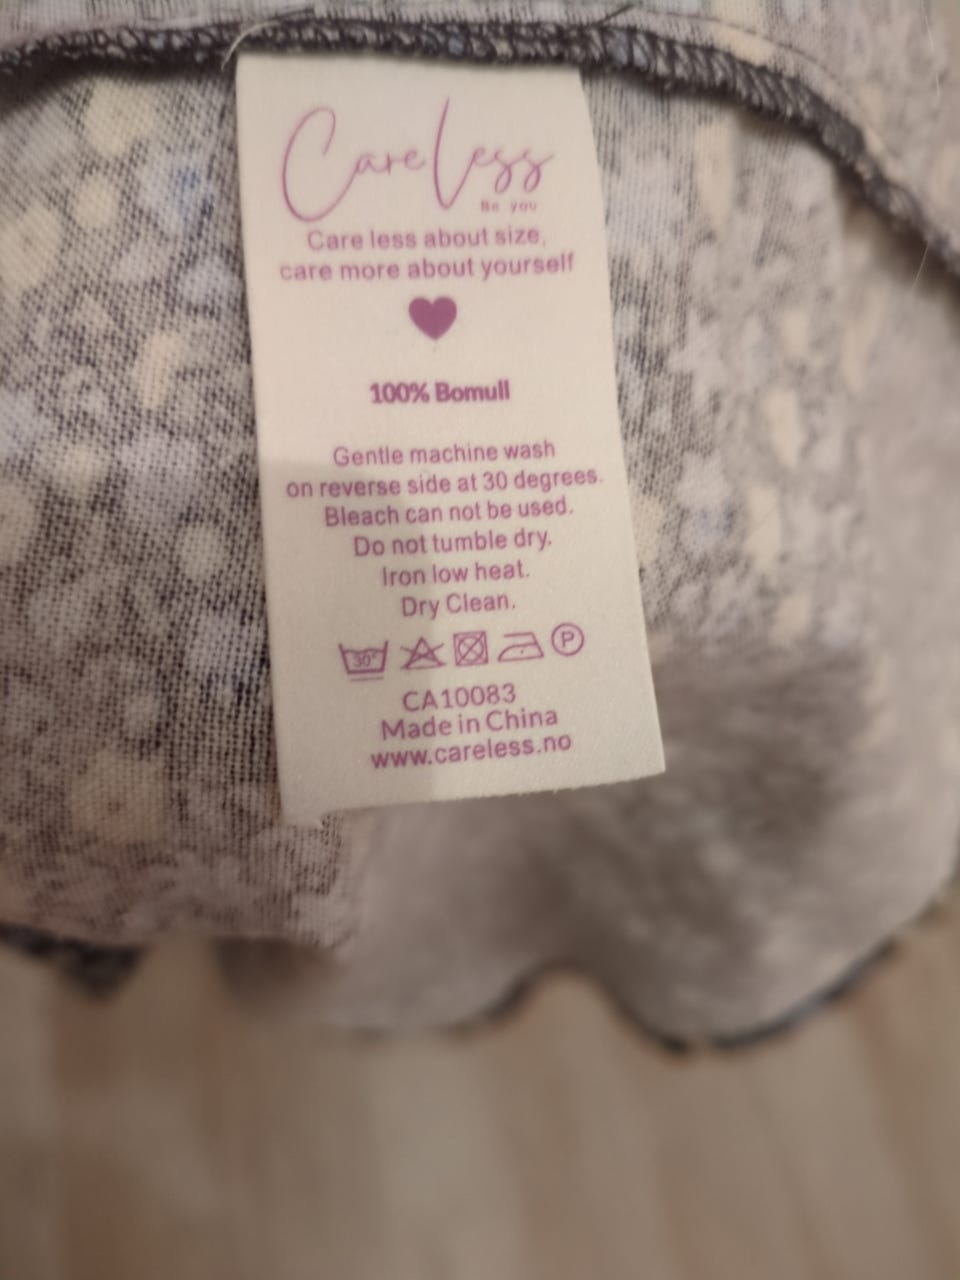 CareLess
Be you
Care less about size,
care more about yourself
100% Bomull
Gentle machine wash
on reverse side at 30 degrees.
Bleach can not be used.
Do not tumble dry.
Iron low heat.
Dry Clean.
30° P
CA10083
Made in China
www.careless.no